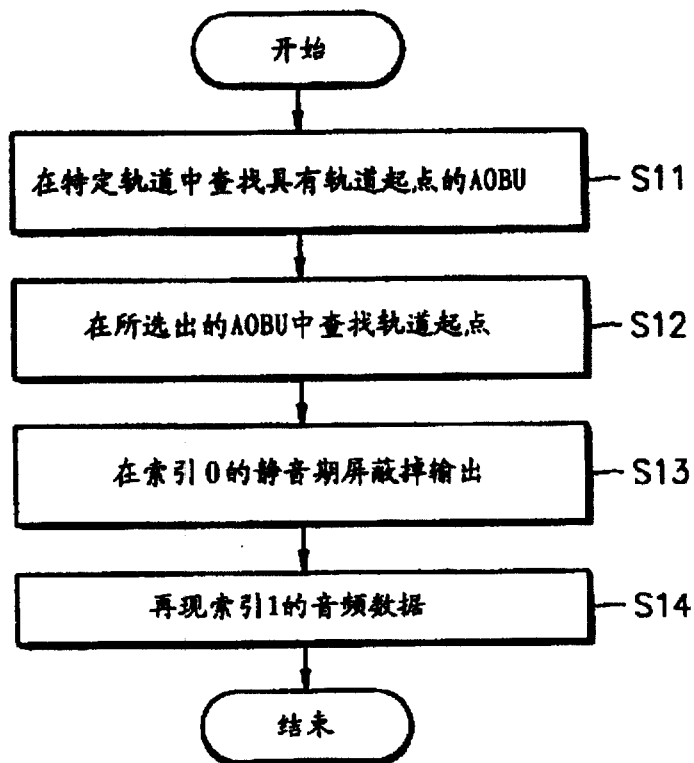 开始
在特定轨道中查找具有轨道起点的AOBU
S11
在所选出的AOBU中查找轨道起点
S12
在索引0的静音期屏蔽掉输出
S13
再现索引1的音频数据
S14
结束